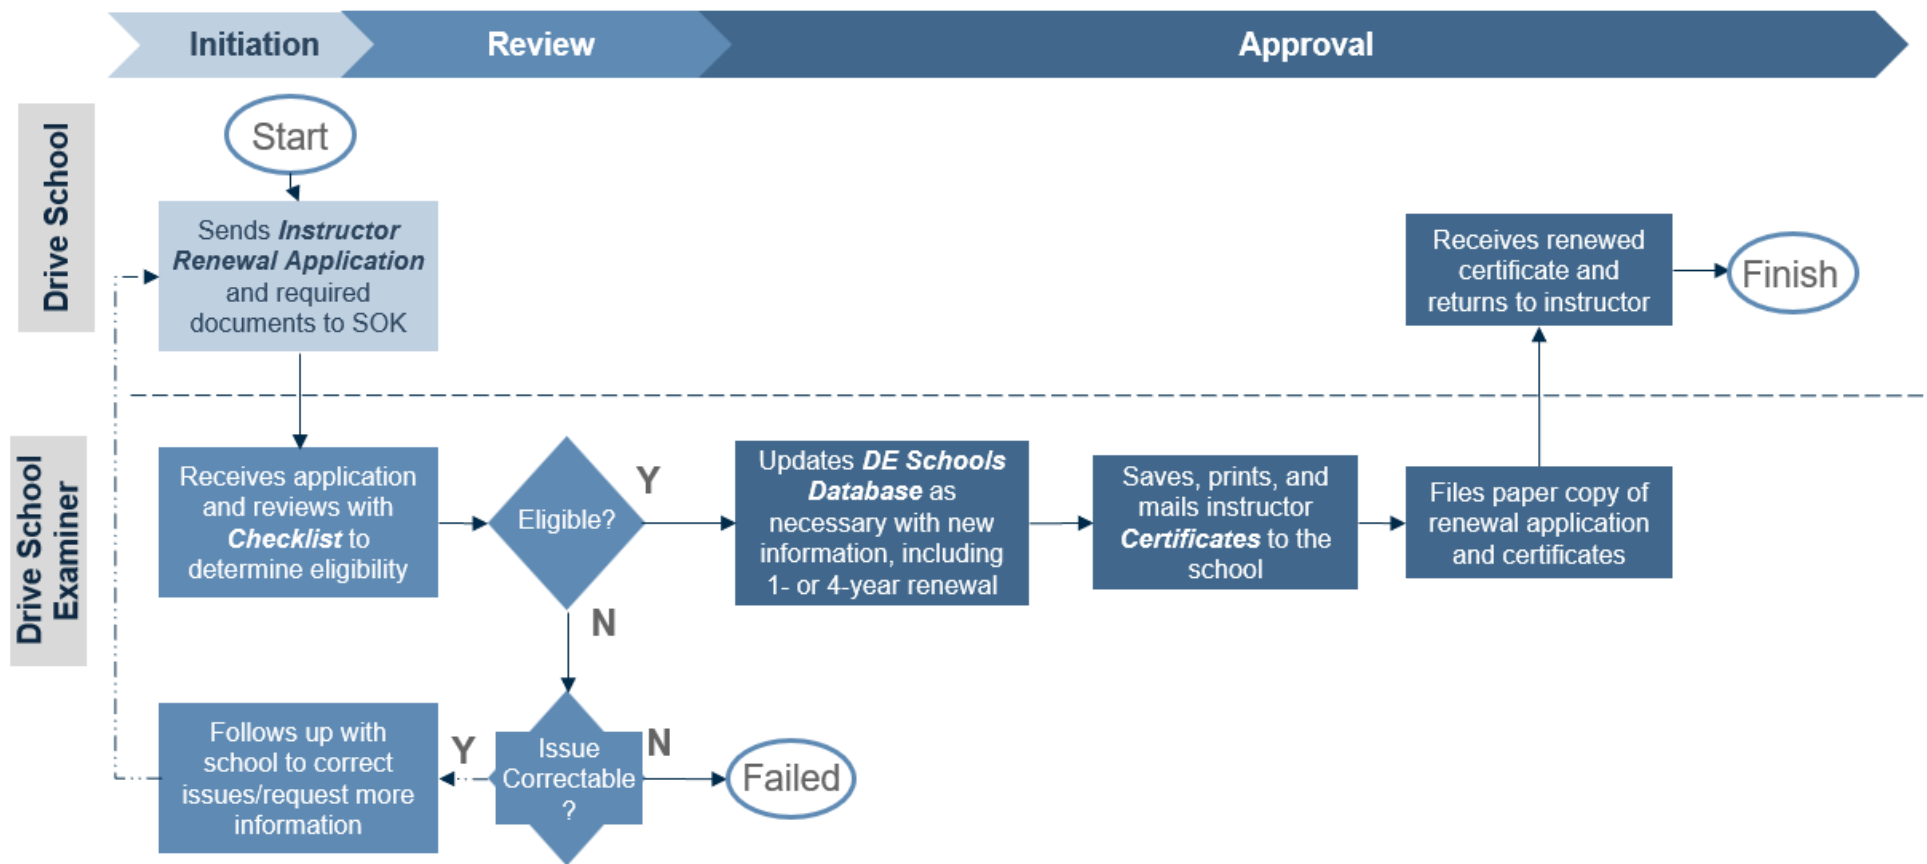 Initiation
Review
Approval
Drive School
Start
Sends Instructor
Renewal Application
and required
documents to SOK
Receives renewed
certificate and
returns to instructor
Finish
Drive School
Examiner
Receives application
and reviews with
Checklist to
determine eligibility
Eligible?
Y
N
Updates DE Schools
Database as
necessary with new
information, including
1- or 4-year renewal
Saves, prints, and
mails instructor
Certificates to the
school
Files paper copy of
renewal application
and certificates
Follows up with
school to correct
issues/request more
information
Y
Issue
Correctable
?
N
Failed